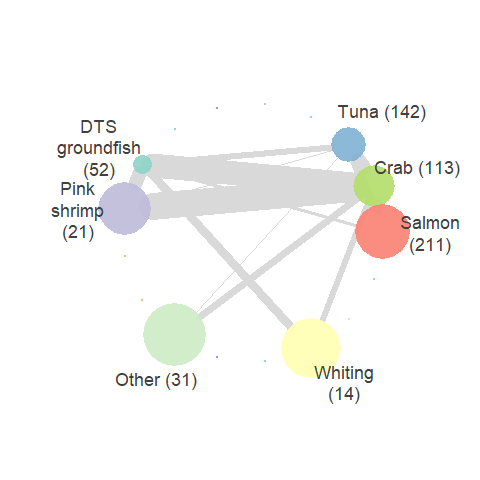 Tuna (142)
DTS
groundfish
(52)
Crab (113)
Pink
shrimp
(21)
Salmon
(211)
Other (31)
Whiting
(14)